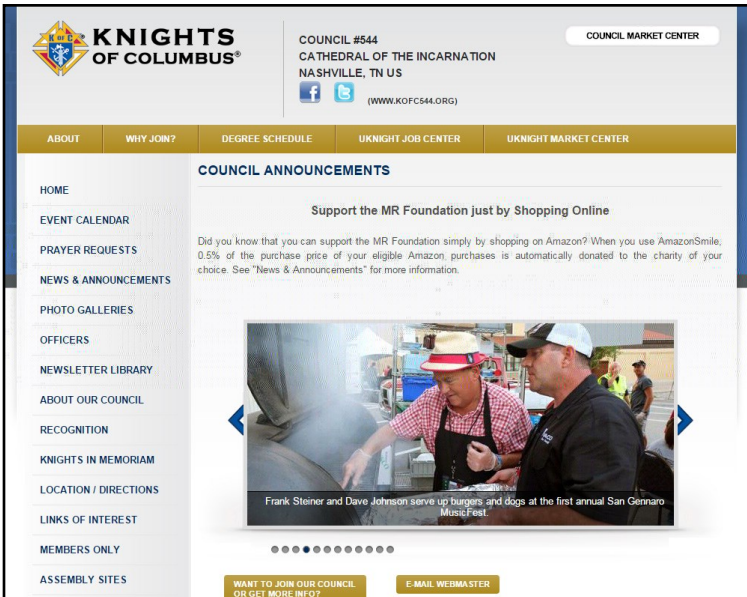 K of C
KNIGHTS
OF COLUMBUS®
COUNCIL #544
CATHEDRAL OF THE INCARNATION
NASHVILLE, TN US
(WWW.KOFC544.ORG)
COUNCIL MARKET CENTER
ABOUT WHY JOIN? DEGREE SCHEDULE UKNIGHT JOB CENTER UKNIGHT MARKET CENTER
HOME
EVENT CALENDAR
PRAYER REQUESTS
NEWS & ANNOUNCEMENTS
PHOTO GALLERIES
OFFICERS
NEWSLETTER LIBRARY
ABOUT OUR COUNCIL
RECOGNITION
KNIGHTS IN MEMORIAM
LOCATION / DIRECTIONS
LINKS OF INTEREST
MEMBERS ONLY
ASSEMBLY SITES
COUNCIL ANNOUNCEMENTS
Support the MR Foundation just by Shopping Online
Did you know that you can support the MR Foundation simply by shopping on Amazon? When you use AmazonSmile,
0.5% of the purchase price of your eligible Amazon purchases is automatically donated to the charity of your
choice. See "News & Announcements" for more information.
Frank Steiner and Dave Johnson serve up burgers and dogs at the first annual San Gennaro
MusicFest.
WANT TO JOIN OUR COUNCIL
OR GET MORE INFO?
E-MAIL WEBMASTER